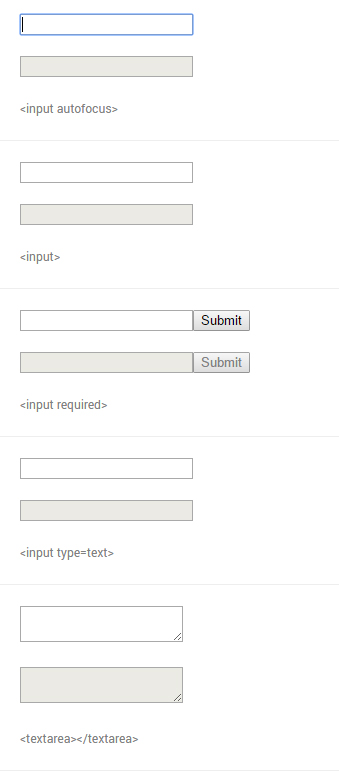 <input autofocus>
<input>
Submit
Submit
<input required>
<input type=text>
<textarea></textarea>